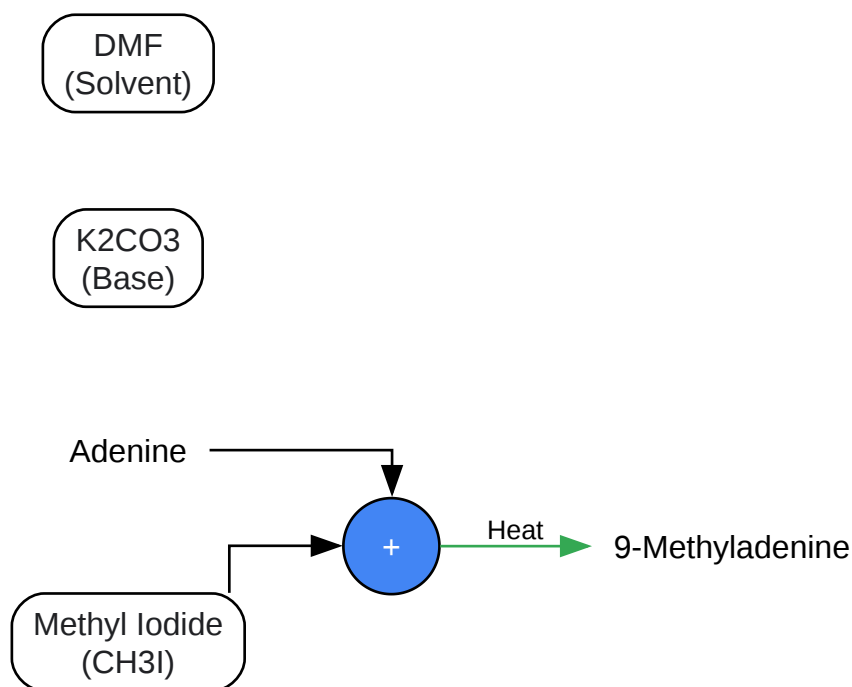 DMF
(Solvent)
K2CO3
(Base)
Adenine
+
Heat
9-Methyladenine
Methyl Iodide
(CH3I)